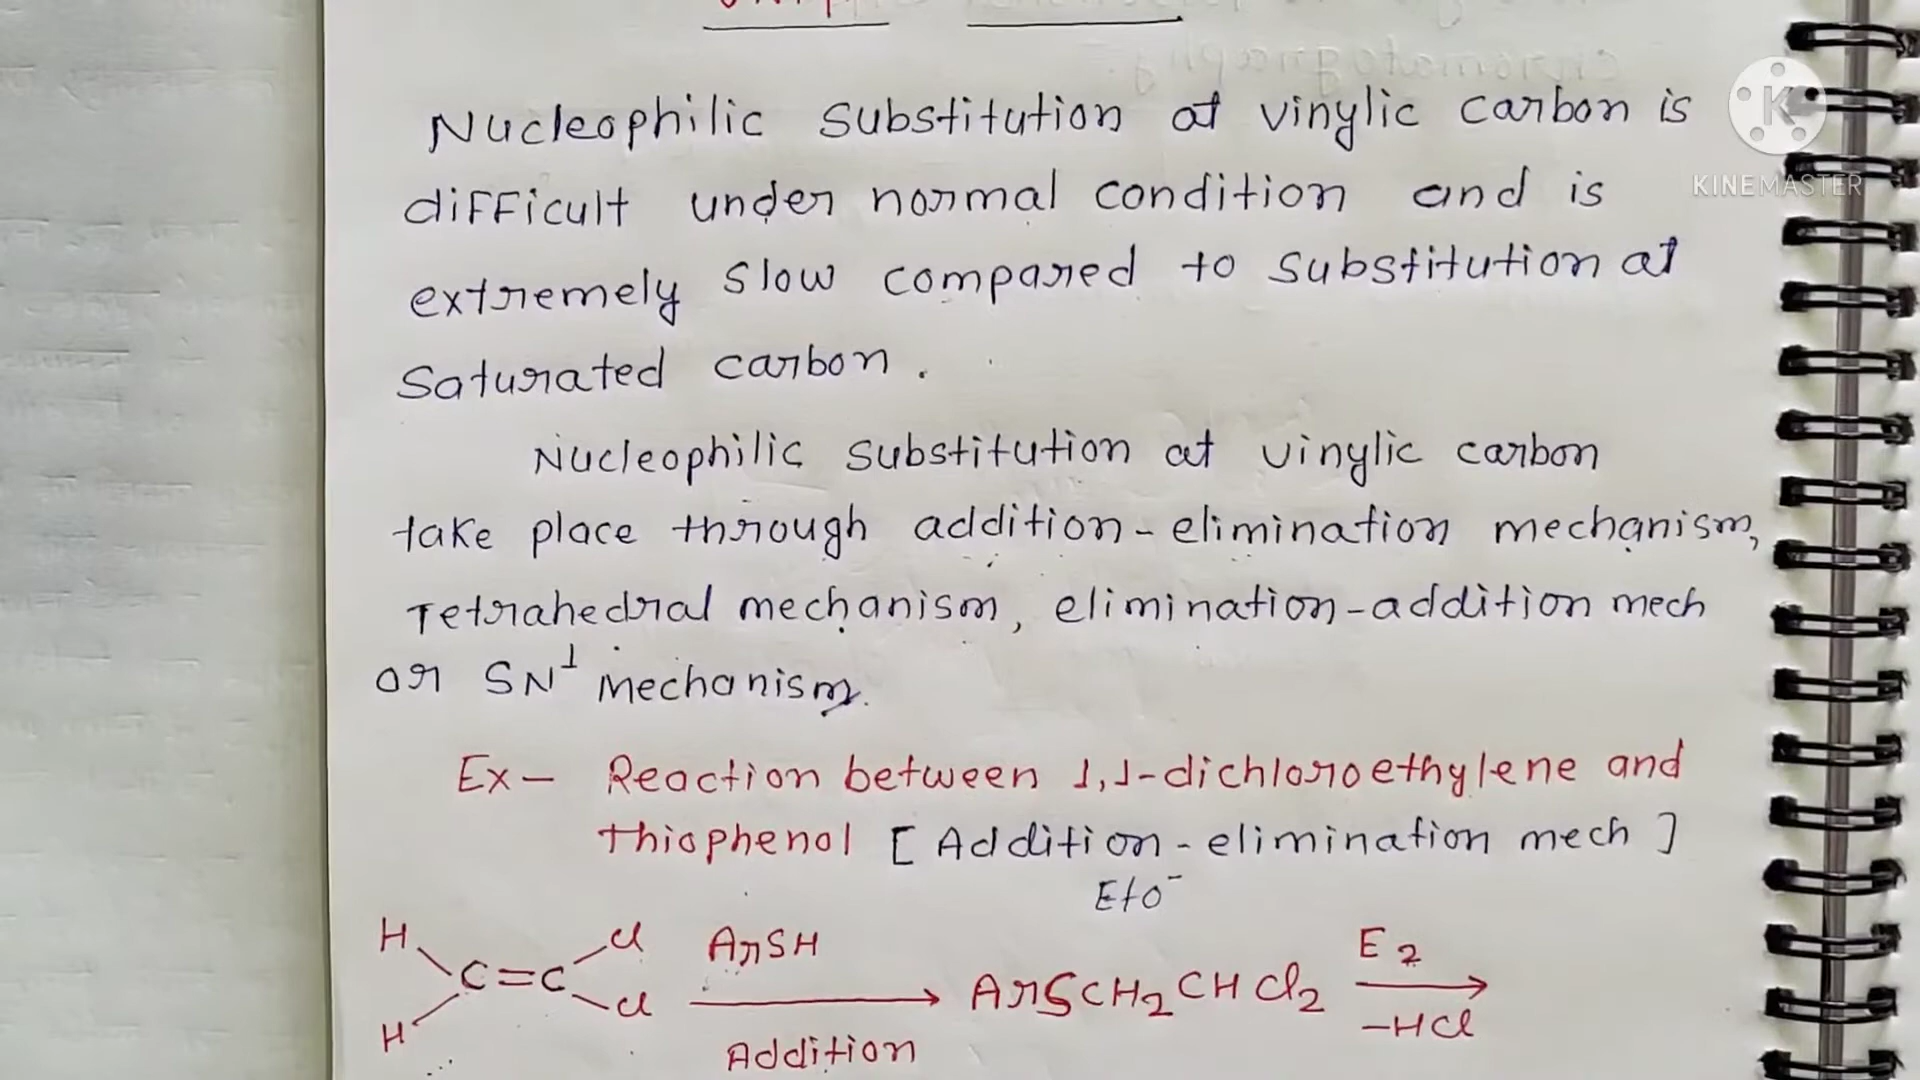 Nucleophilic substitution at vinylic carbon is
difficult under normal condition and is
extremely slow compared to substitution at
saturated carbon.
Nucleophilic substitution at vinylic carbon
take place through addition-elimination mechanism,
Tetrahedral mechanism, elimination-addition mech
or SN¹ mechanism.
Ex- Reaction between 1,1-dichloroethylene and
thiophenol [Addition-elimination mech]
EtO⁻
H Cl ArSH E2
C=C ArSCH₂CHCl₂
H Cl Addition -HCl
K
KINEMASTER